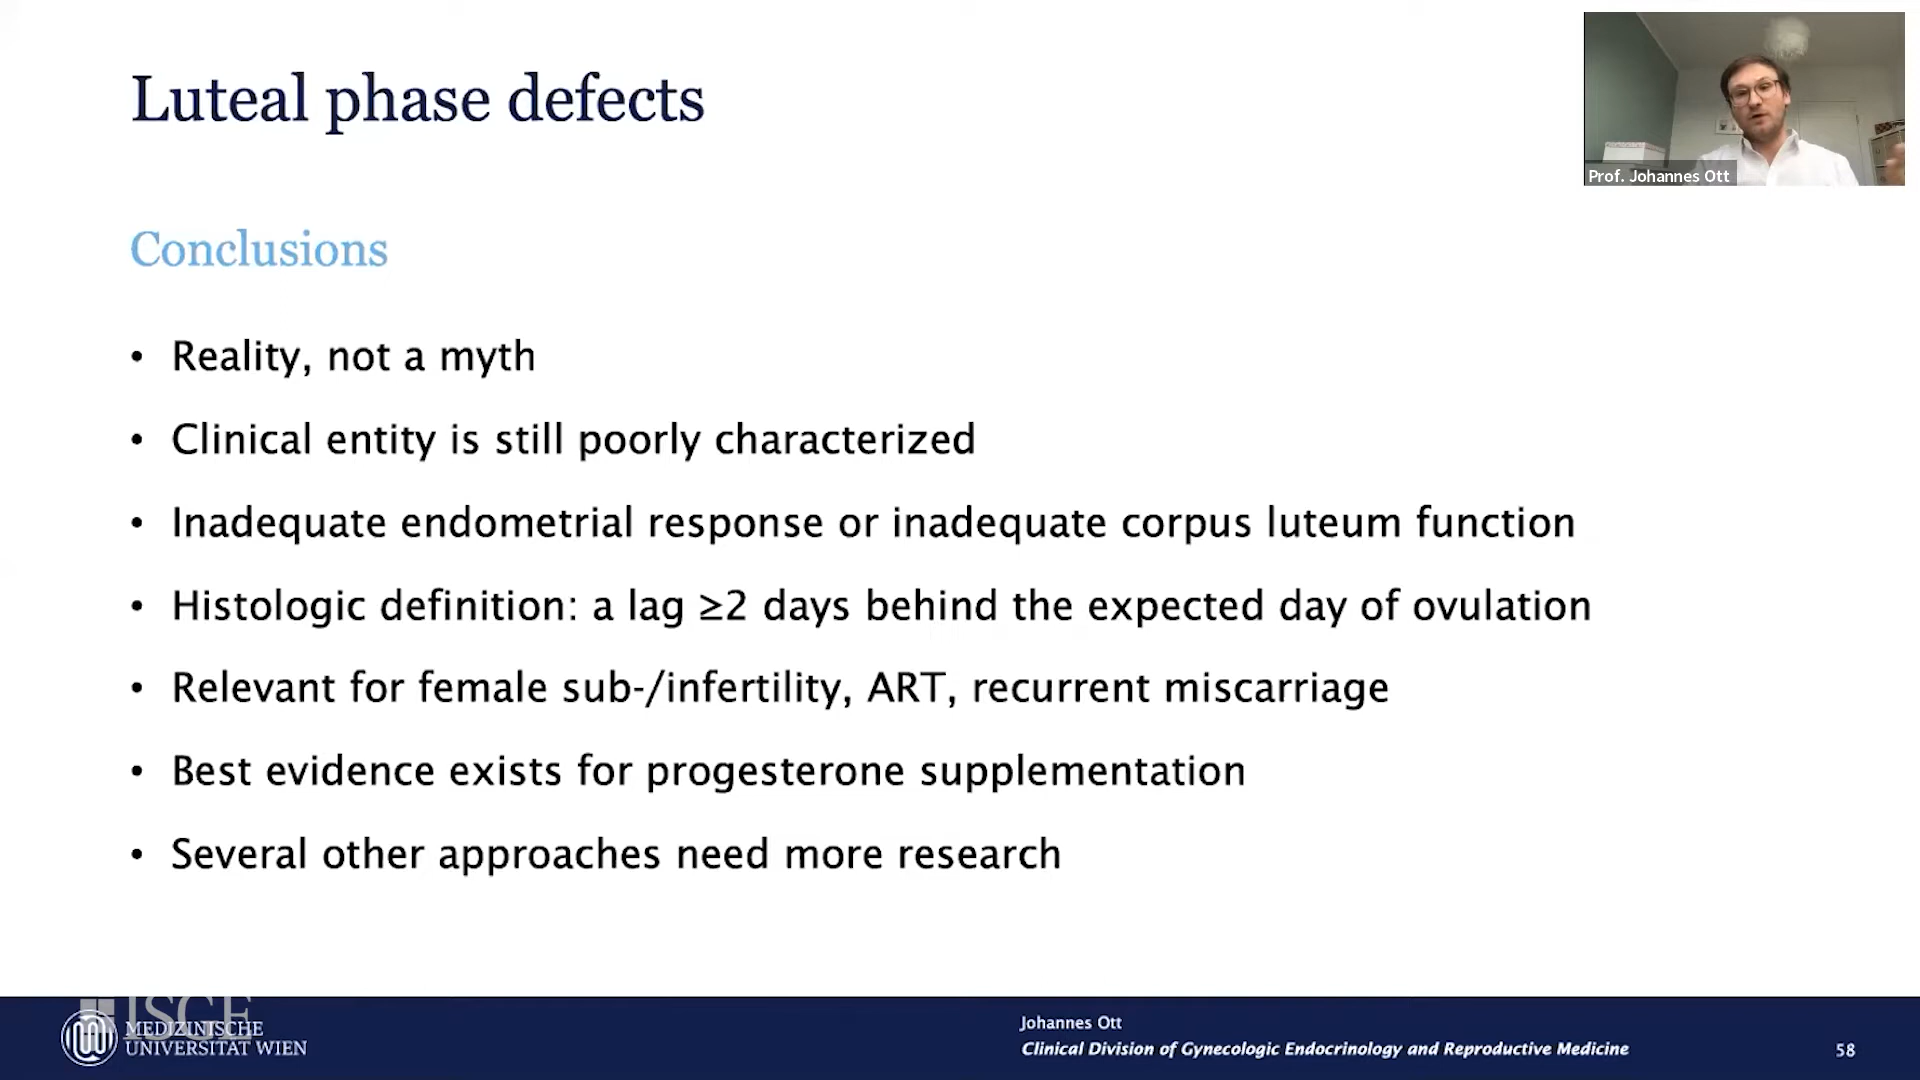 Luteal phase defects
Prof. Johannes Ott
Conclusions
• Reality, not a myth
• Clinical entity is still poorly characterized
• Inadequate endometrial response or inadequate corpus luteum function
• Histologic definition: a lag ≥2 days behind the expected day of ovulation
• Relevant for female sub-/infertility, ART, recurrent miscarriage
• Best evidence exists for progesterone supplementation
• Several other approaches need more research
ISGE
MEDIZINISCHE
UNIVERSITÄT WIEN
Johannes Ott
Clinical Division of Gynecologic Endocrinology and Reproductive Medicine
58